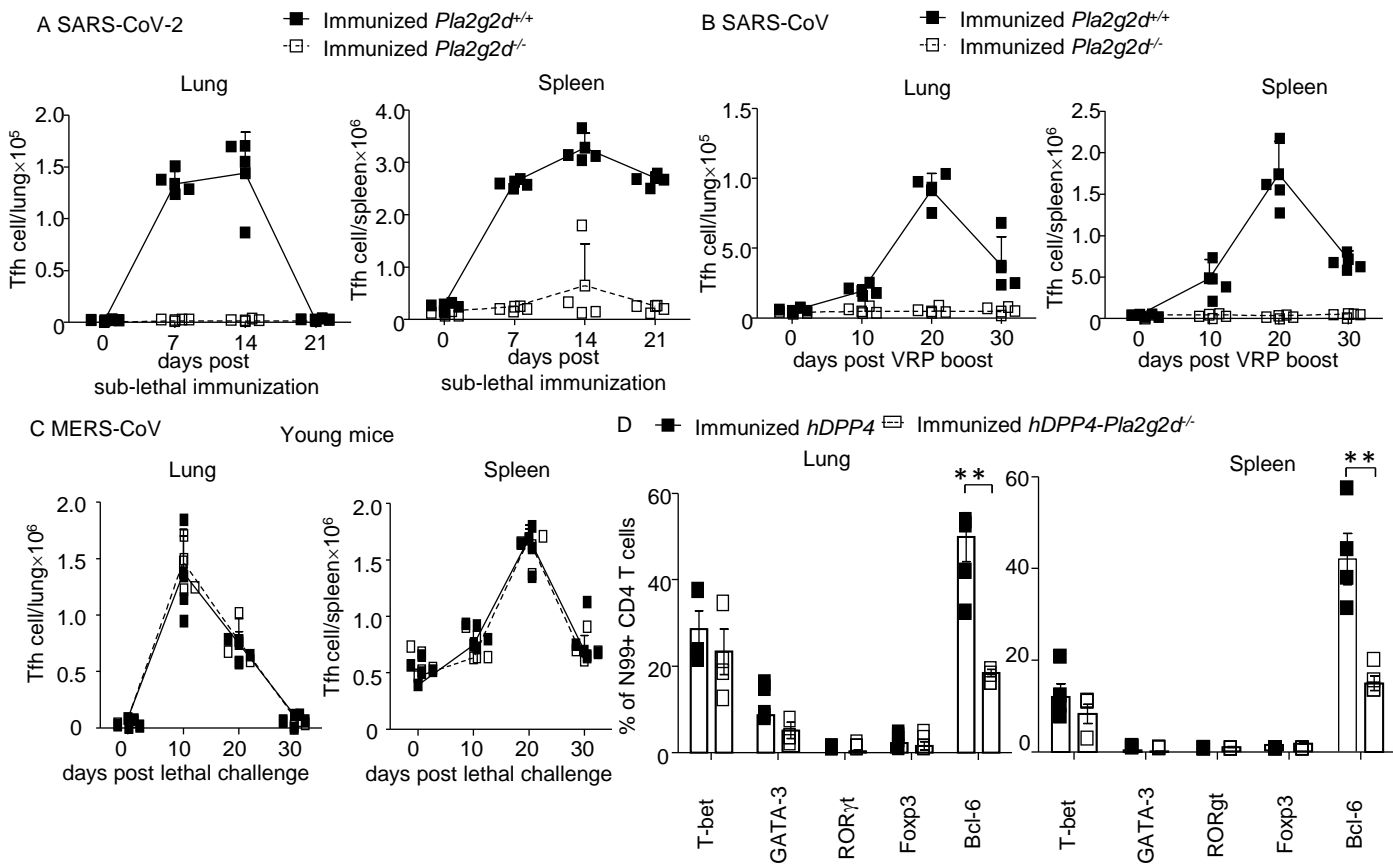 A SARS-CoV-2
Immunized Pla2g2d+/+
Immunized Pla2g2d-/-
Lung
Tfh cell/lung×10⁵
2.0
1.5
1.0
0.5
0
0
7
14
21
days post
sub-lethal immunization
Spleen
Tfh cell/spleen×10⁶
4.0
3.0
2.0
1.0
0
0
7
14
21
days post
sub-lethal immunization
B SARS-CoV
Immunized Pla2g2d+/+
Immunized Pla2g2d-/-
Lung
Tfh cell/lung×10⁵
1.5
1.0
0.5
0
0
10
20
30
days post VRP boost
Spleen
Tfh cell/spleen×10⁶
2.5
2.0
1.5
1.0
5.0
0
0
10
20
30
days post VRP boost
C MERS-CoV
Young mice
Lung
Tfh cell/lung×10⁶
2.0
1.5
1.0
0.5
0
0
10
20
30
days post lethal challenge
Spleen
Tfh cell/spleen×10⁶
2.0
1.5
1.0
0.5
0
0
10
20
30
days post lethal challenge
D
Immunized hDPP4
Immunized hDPP4-Pla2g2d-/-
Lung
% of N99+ CD4 T cells
60
40
20
0
**
T-bet
GATA-3
RORγt
Foxp3
Bcl-6
Spleen
60
40
20
0
**
T-bet
GATA-3
RORgt
Foxp3
Bcl-6